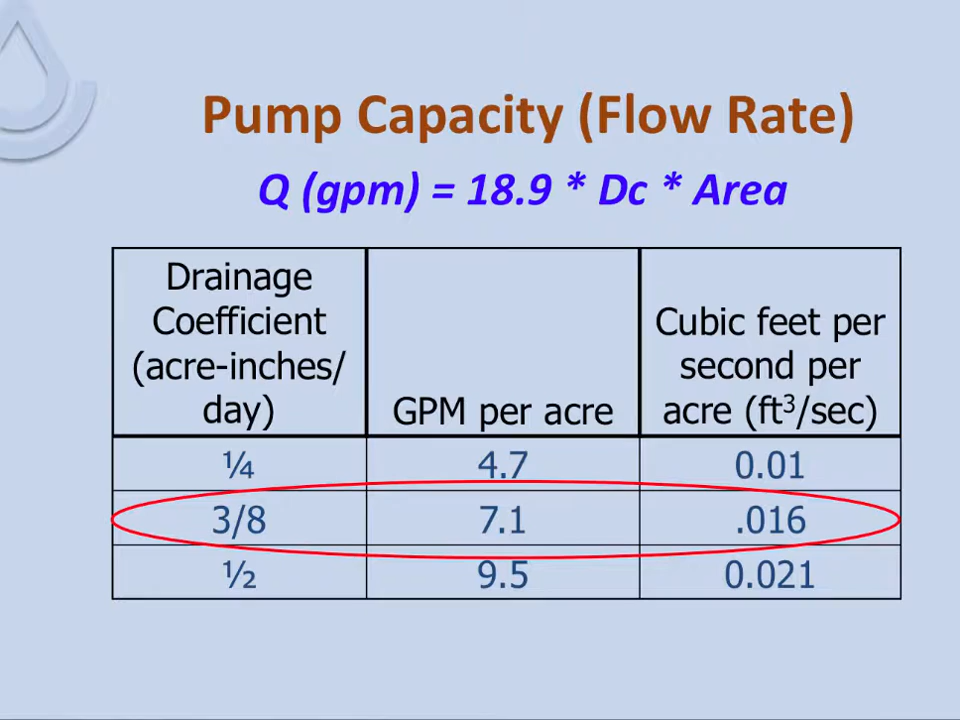 Pump Capacity (Flow Rate)
Q (gpm) = 18.9 * Dc * Area
Drainage
Coefficient
(acre-inches/
day)
GPM per acre
Cubic feet per
second per
acre (ft³/sec)
¼ 4.7 0.01
3/8 7.1 .016
½ 9.5 0.021